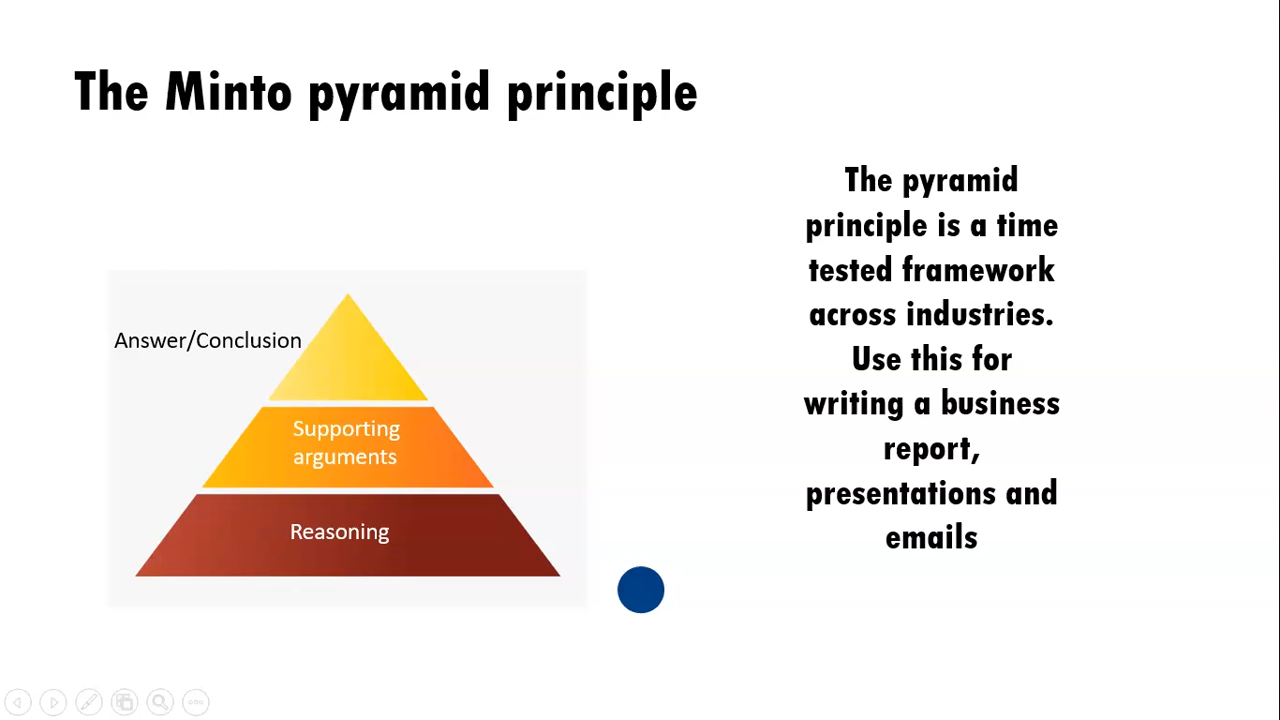 The Minto pyramid principle
The pyramid
principle is a time
tested framework
across industries.
Use this for
writing a business
report,
presentations and
emails
Answer/Conclusion
Supporting
arguments
Reasoning